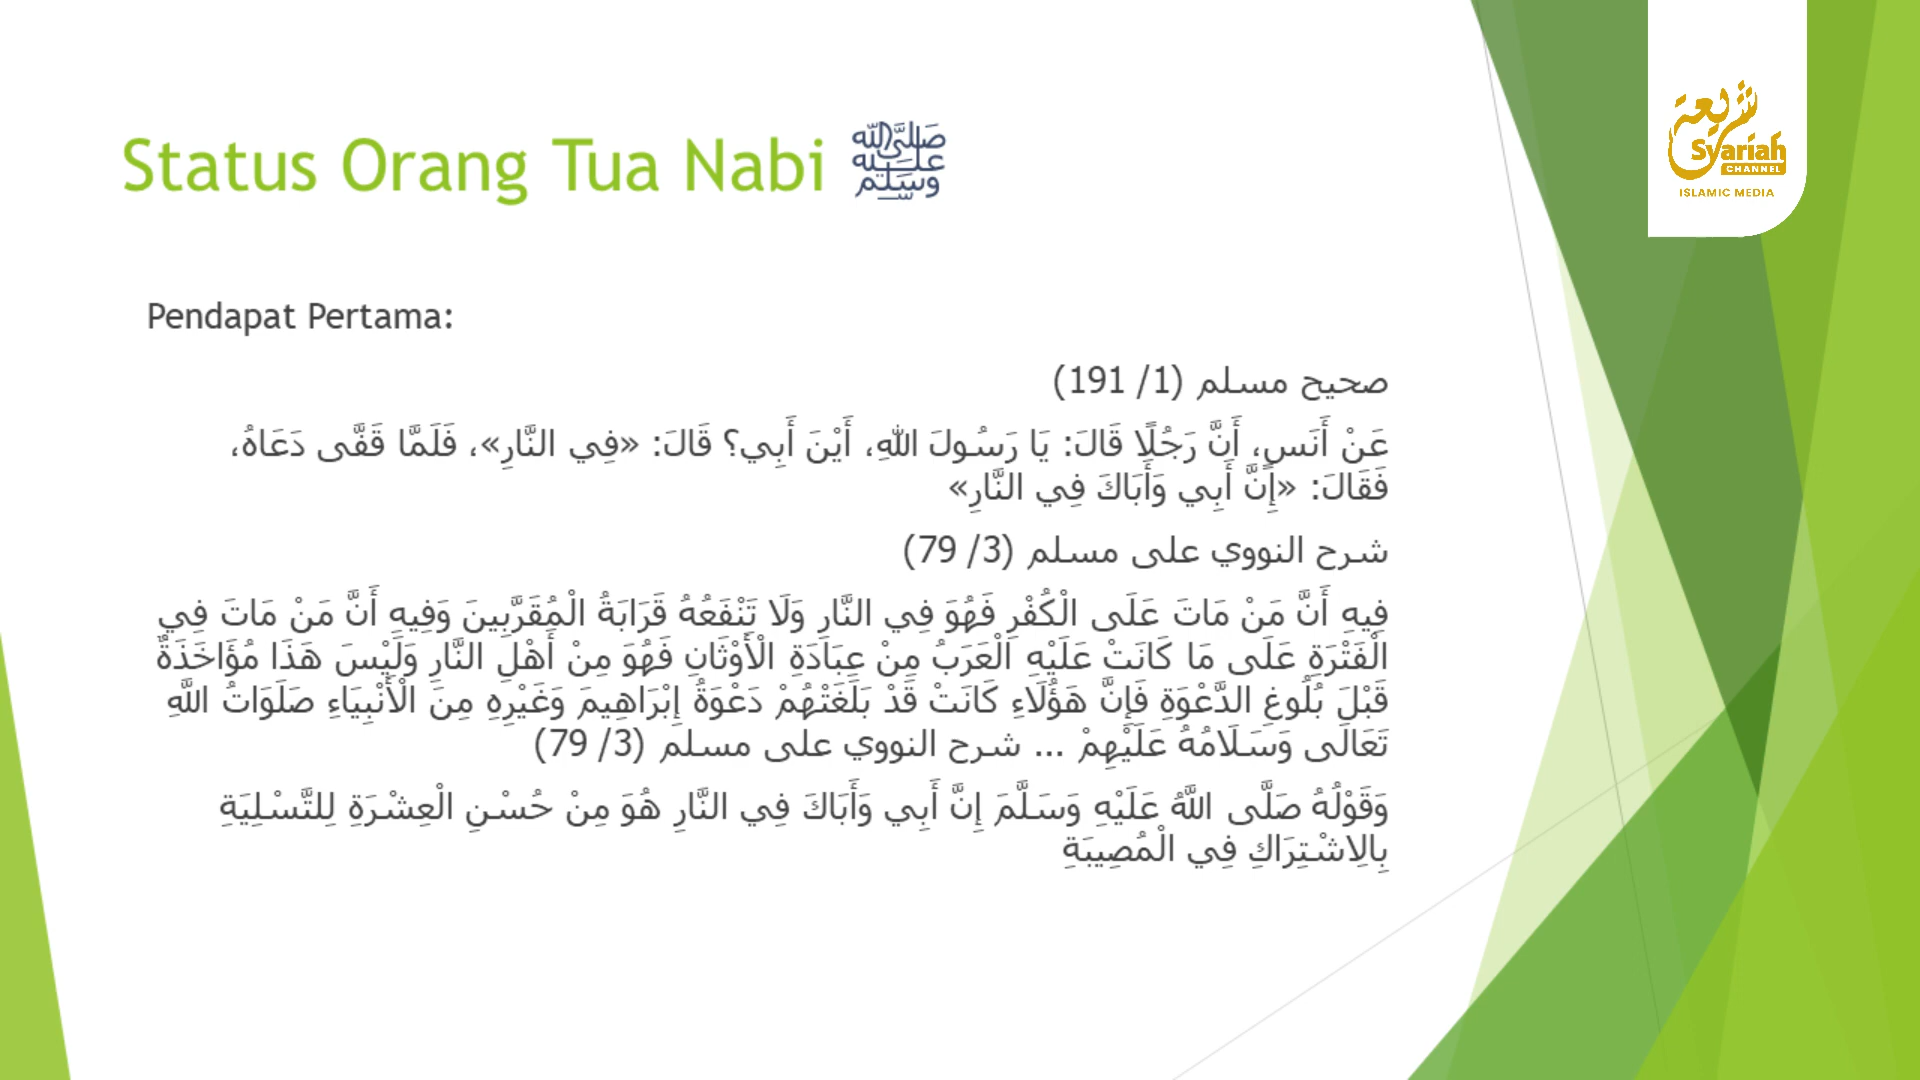 Status Orang Tua Nabi ﷺ
شريعة
Syariah
CHANNEL
ISLAMIC MEDIA
Pendapat Pertama:
صحيح مسلم (1/ 191)
عَنْ أَنَسٍ، أَنَّ رَجُلًا قَالَ: يَا رَسُولَ اللهِ، أَيْنَ أَبِي؟ قَالَ: «فِي النَّارِ»، فَلَمَّا قَفَّى دَعَاهُ،
فَقَالَ: «إِنَّ أَبِي وَأَبَاكَ فِي النَّارِ»
شرح النووي على مسلم (3/ 79)
فِيهِ أَنَّ مَنْ مَاتَ عَلَى الْكُفْرِ فَهُوَ فِي النَّارِ وَلَا تَنْفَعُهُ قَرَابَةُ الْمُقَرَّبِينَ وَفِيهِ أَنَّ مَنْ مَاتَ فِي
الْفَتْرَةِ عَلَى مَا كَانَتْ عَلَيْهِ الْعَرَبُ مِنْ عِبَادَةِ الْأَوْثَانِ فَهُوَ مِنْ أَهْلِ النَّارِ وَلَيْسَ هَذَا مُؤَاخَذَةٌ
قَبْلَ بُلُوغِ الدَّعْوَةِ فَإِنَّ هَؤُلَاءِ كَانَتْ قَدْ بَلَغَتْهُمْ دَعْوَةُ إِبْرَاهِيمَ وَغَيْرِهِ مِنَ الْأَنْبِيَاءِ صَلَوَاتُ اللَّهِ
تَعَالَى وَسَلَامُهُ عَلَيْهِمْ ... شرح النووي على مسلم (3/ 79)
وَقَوْلُهُ صَلَّى اللَّهُ عَلَيْهِ وَسَلَّمَ إِنَّ أَبِي وَأَبَاكَ فِي النَّارِ هُوَ مِنْ حُسْنِ الْعِشْرَةِ لِلتَّسْلِيَةِ
بِالِاشْتِرَاكِ فِي الْمُصِيبَةِ